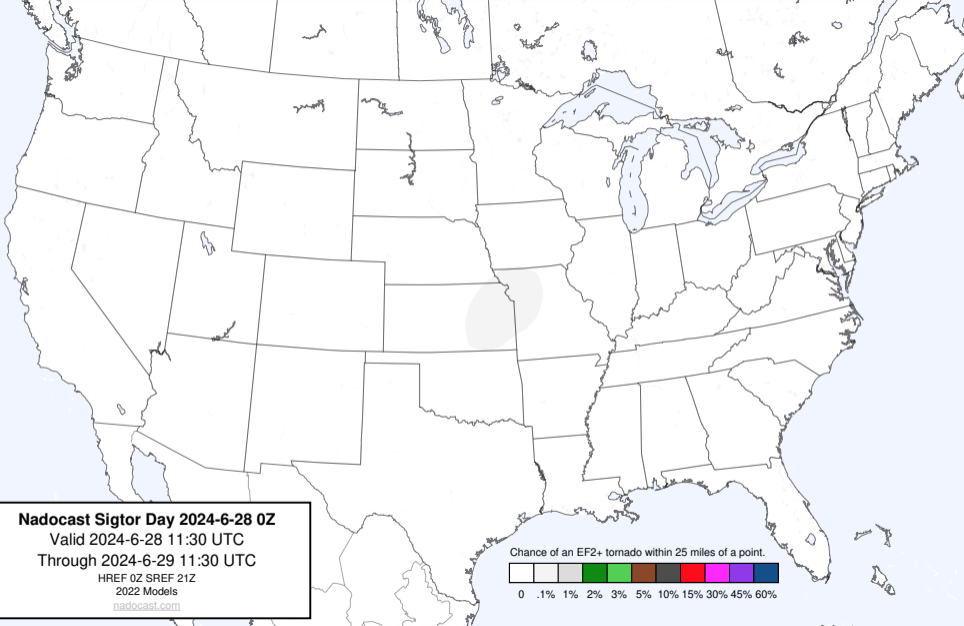 Nadocast Sigtor Day 2024-6-28 0Z
Valid 2024-6-28 11:30 UTC
Through 2024-6-29 11:30 UTC
HREF 0Z SREF 21Z
2022 Models
nadocast.com
Chance of an EF2+ tornado within 25 miles of a point.
0 .1% 1% 2% 3% 5% 10% 15% 30% 45% 60%